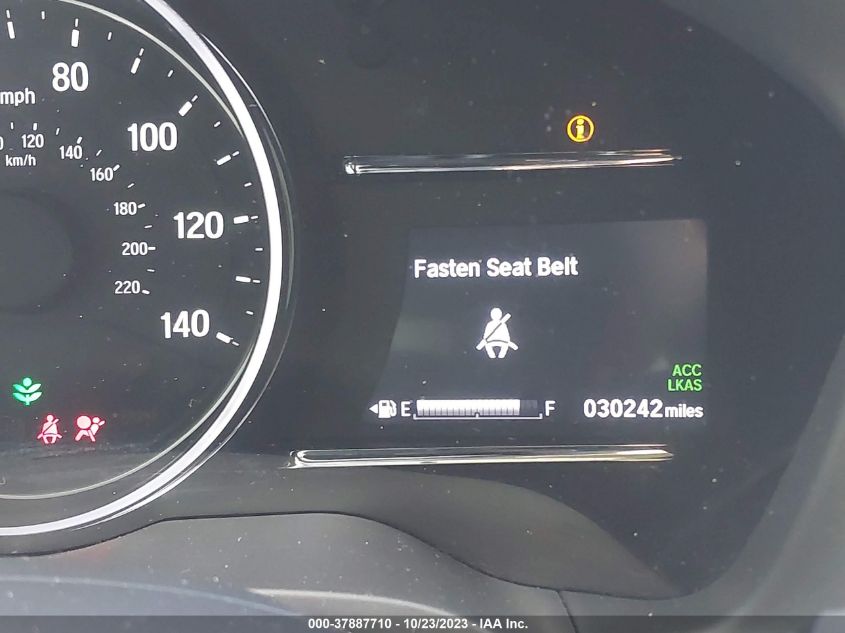 80
mph
100
120
km/h
140
160
180
200
220
120
140
Fasten Seat Belt
ACC
LKAS
E
F
030242 miles
000-37887710 - 10/23/2023 - IAA Inc.